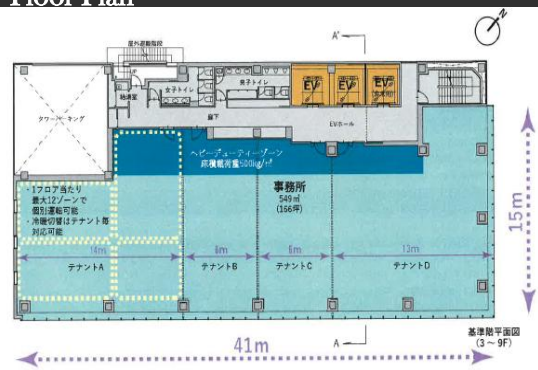 Floor Plan
N
屋外避難階段
A'
UP
給湯室
女子トイレ
男子トイレ
EV
EV
EV
タワーパーキング
廊下
EVホール
ヘビーデューティーゾーン
床積載荷重500kg/㎡
・1フロア当たり
最大12ゾーンで
個別運転可能
・冷暖切替はテナント毎
対応可能
事務所
549㎡
(166坪)
15m
14m
6m
6m
13m
テナントA
テナントB
テナントC
テナントD
A
基準階平面図
(3～9F)
41m